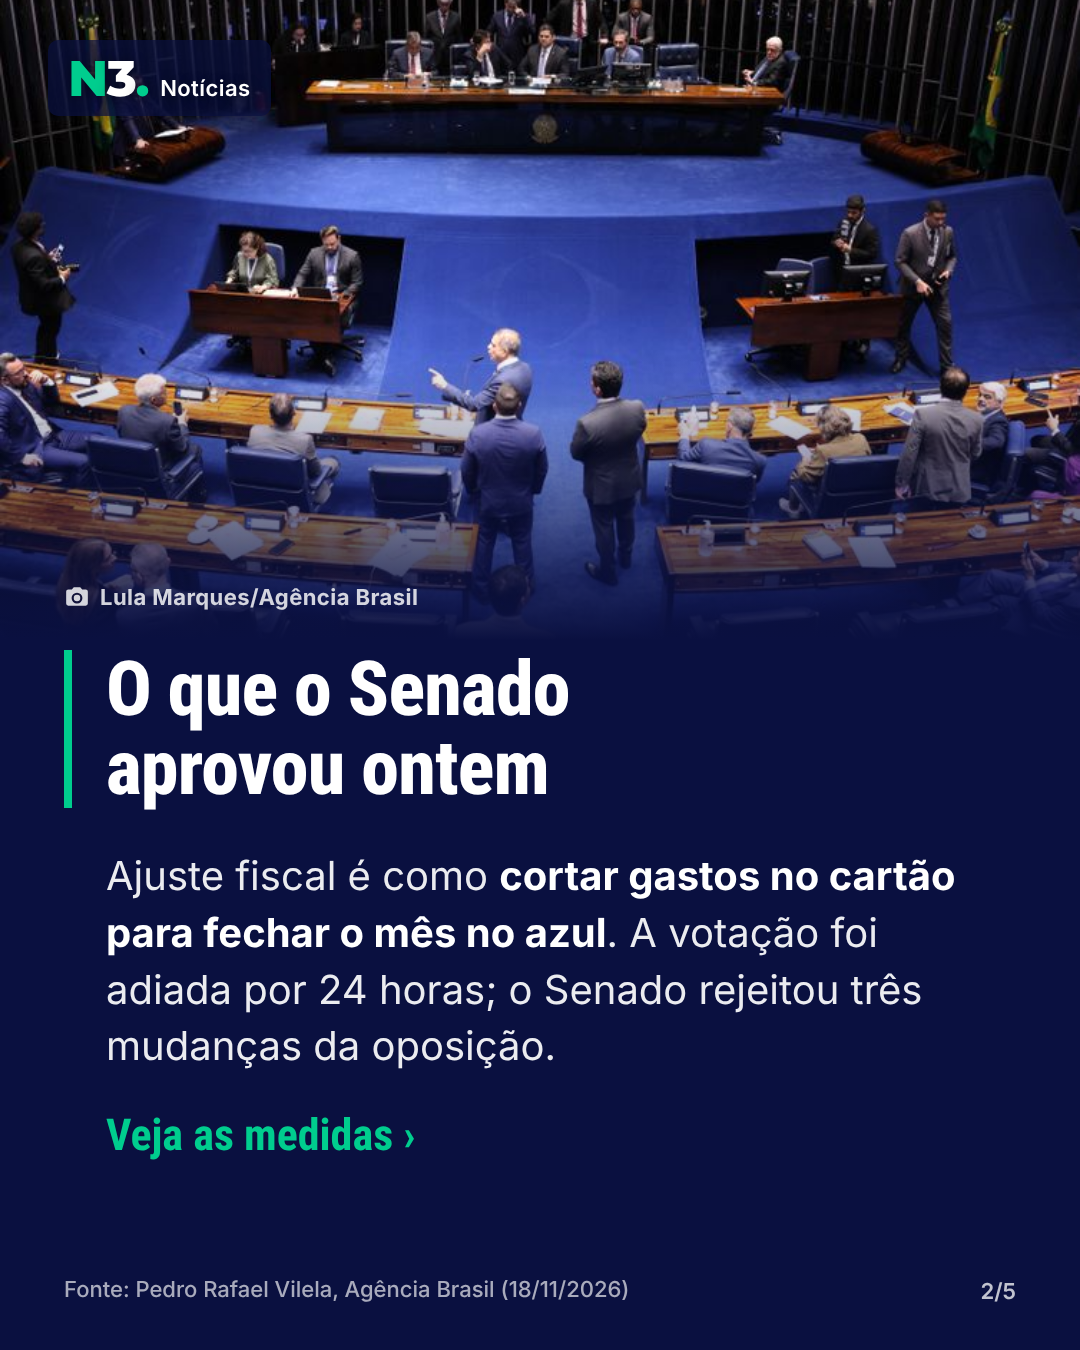 N3. Notícias
Lula Marques/Agência Brasil
O que o Senado
aprovou ontem
Ajuste fiscal é como cortar gastos no cartão
para fechar o mês no azul. A votação foi
adiada por 24 horas; o Senado rejeitou três
mudanças da oposição.
Veja as medidas ›
Fonte: Pedro Rafael Vilela, Agência Brasil (18/11/2026)
2/5